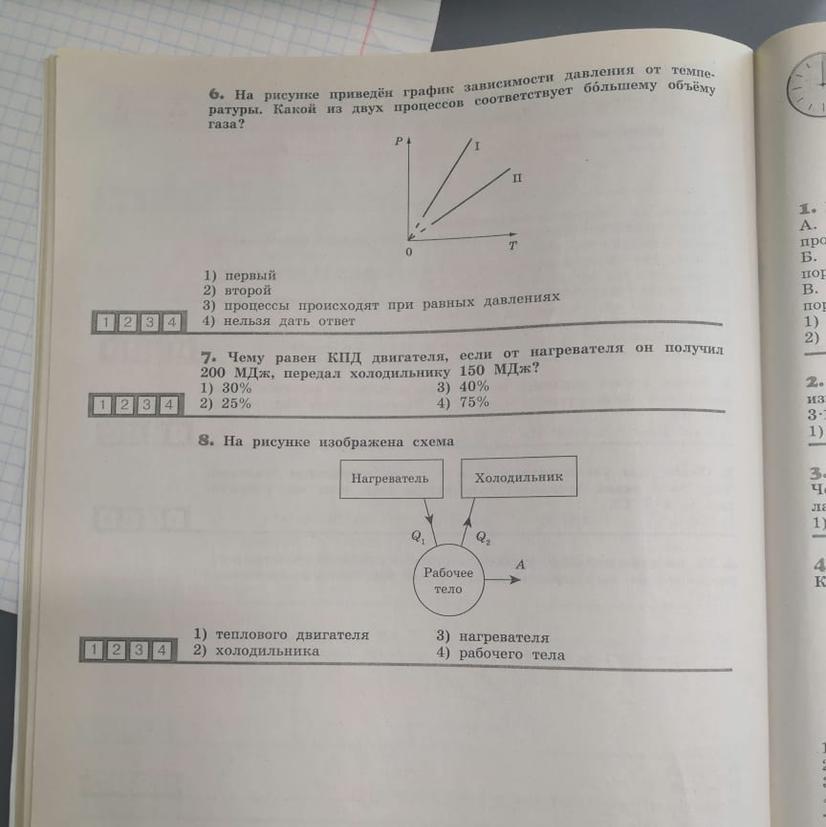 6. На рисунке приведён график зависимости давления от темпе-
ратуры. Какой из двух процессов соответствует бо́льшему объёму
газа?
P
I
II
0
T
1) первый
2) второй
3) процессы происходят при равных давлениях
4) нельзя дать ответ
1 2 3 4
7. Чему равен КПД двигателя, если от нагревателя он получил
200 МДж, передал холодильнику 150 МДж?
1) 30%
3) 40%
2) 25%
4) 75%
1 2 3 4
8. На рисунке изображена схема
Нагреватель
Холодильник
Q1
Q2
Рабочее
тело
A
1) теплового двигателя
3) нагревателя
2) холодильника
4) рабочего тела
1 2 3 4
1.
А.
Б.
В.
1)
2)
2.
1)
3.
1)
4